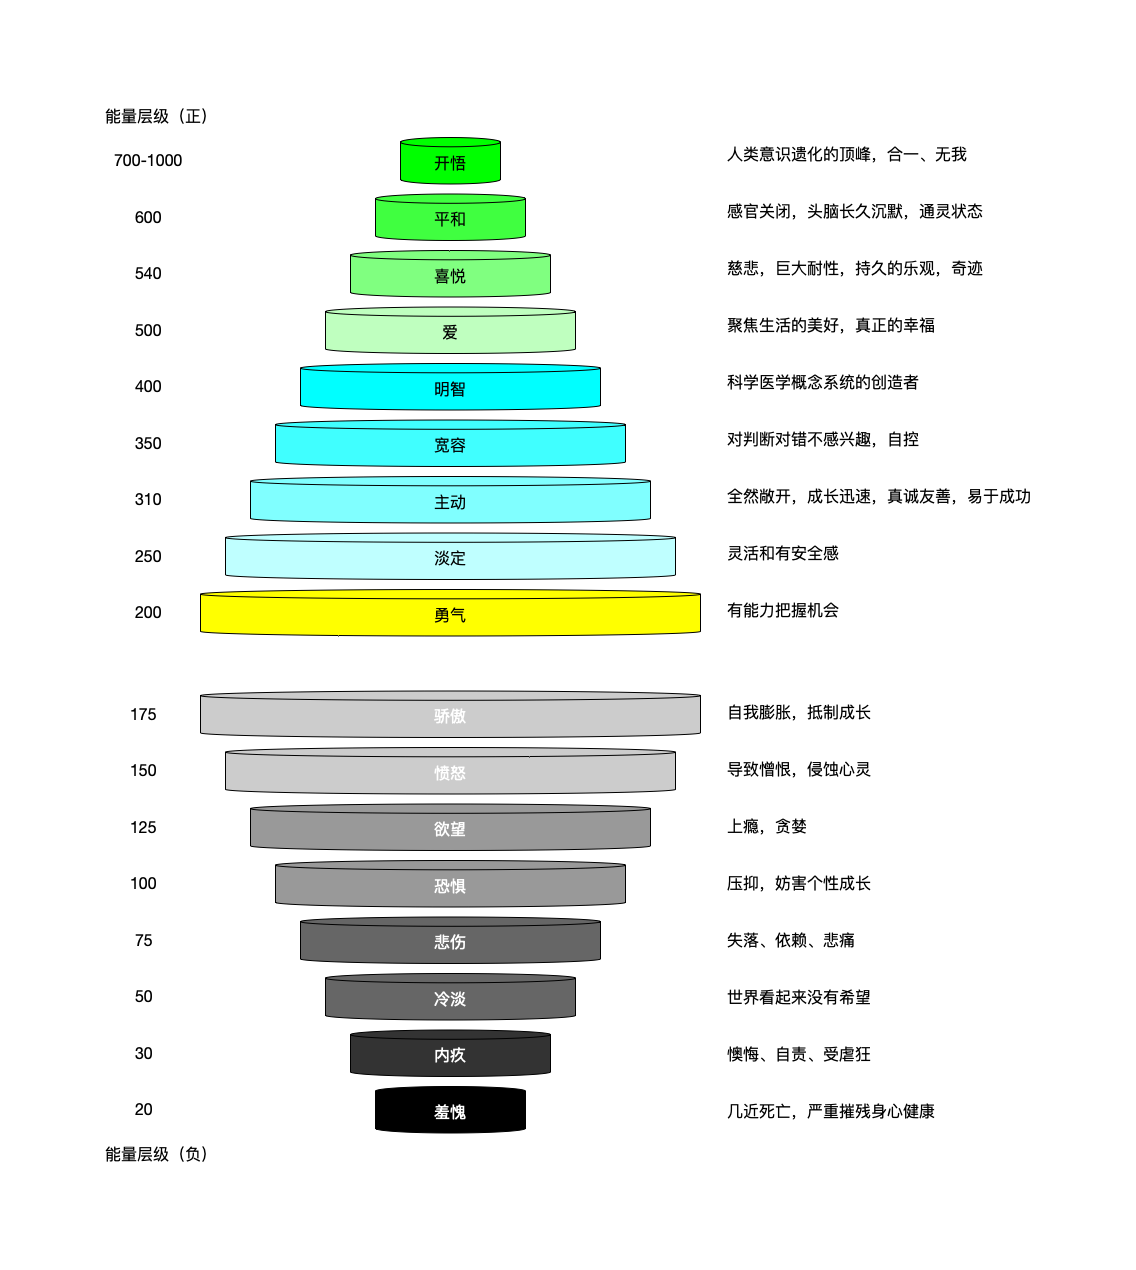 能量层级（正）
700-1000 开悟 人类意识遗化的顶峰，合一、无我
600 平和 感官关闭，头脑长久沉默，通灵状态
540 喜悦 慈悲，巨大耐性，持久的乐观，奇迹
500 爱 聚焦生活的美好，真正的幸福
400 明智 科学医学概念系统的创造者
350 宽容 对判断对错不感兴趣，自控
310 主动 全然敞开，成长迅速，真诚友善，易于成功
250 淡定 灵活和有安全感
200 勇气 有能力把握机会
175 骄傲 自我膨胀，抵制成长
150 愤怒 导致憎恨，侵蚀心灵
125 欲望 上瘾，贪婪
100 恐惧 压抑，妨害个性成长
75 悲伤 失落、依赖、悲痛
50 冷淡 世界看起来没有希望
30 内疚 懊悔、自责、受虐狂
20 羞愧 几近死亡，严重摧残身心健康
能量层级（负）